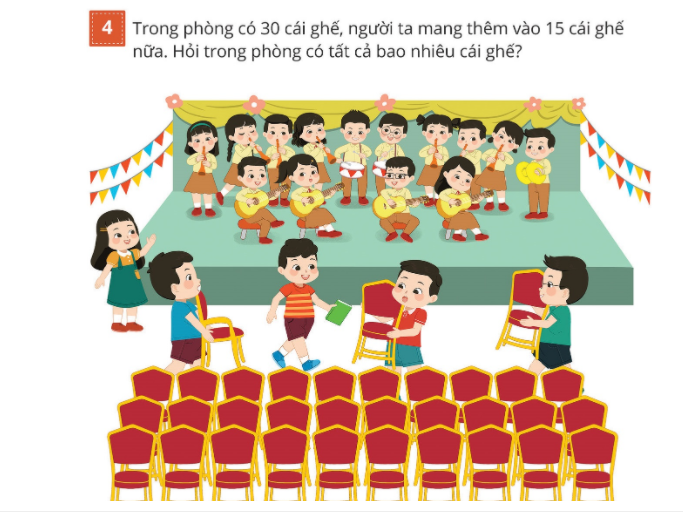 4 Trong phòng có 30 cái ghế, người ta mang thêm vào 15 cái ghế
nữa. Hỏi trong phòng có tất cả bao nhiêu cái ghế?